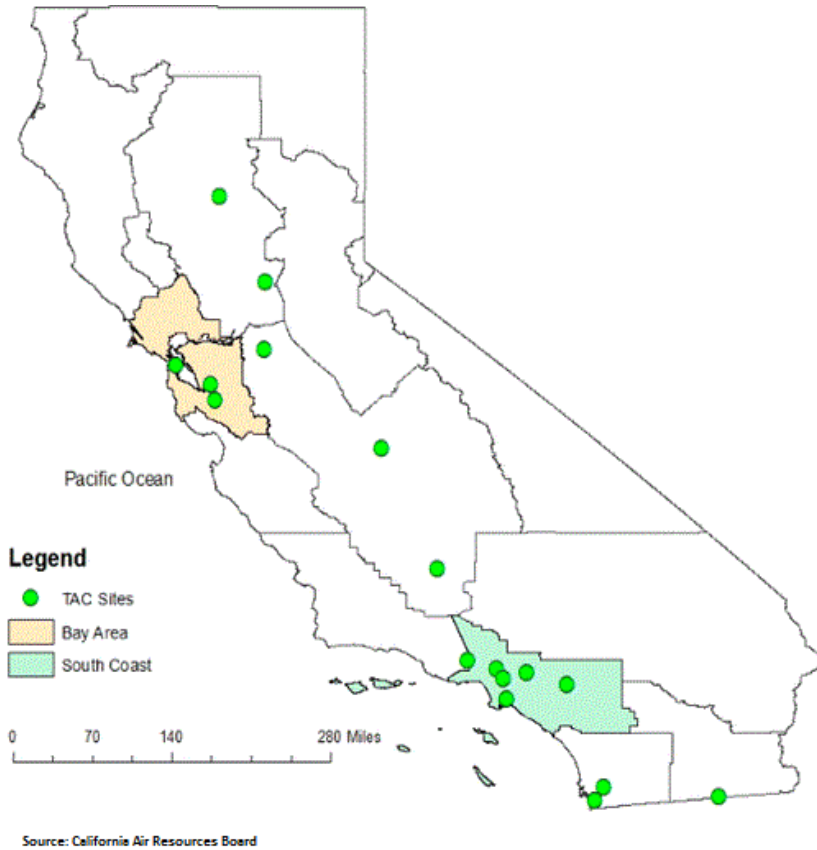 Pacific Ocean
Legend
TAC Sites
Bay Area
South Coast
0 70 140 280 Miles
Source: California Air Resources Board